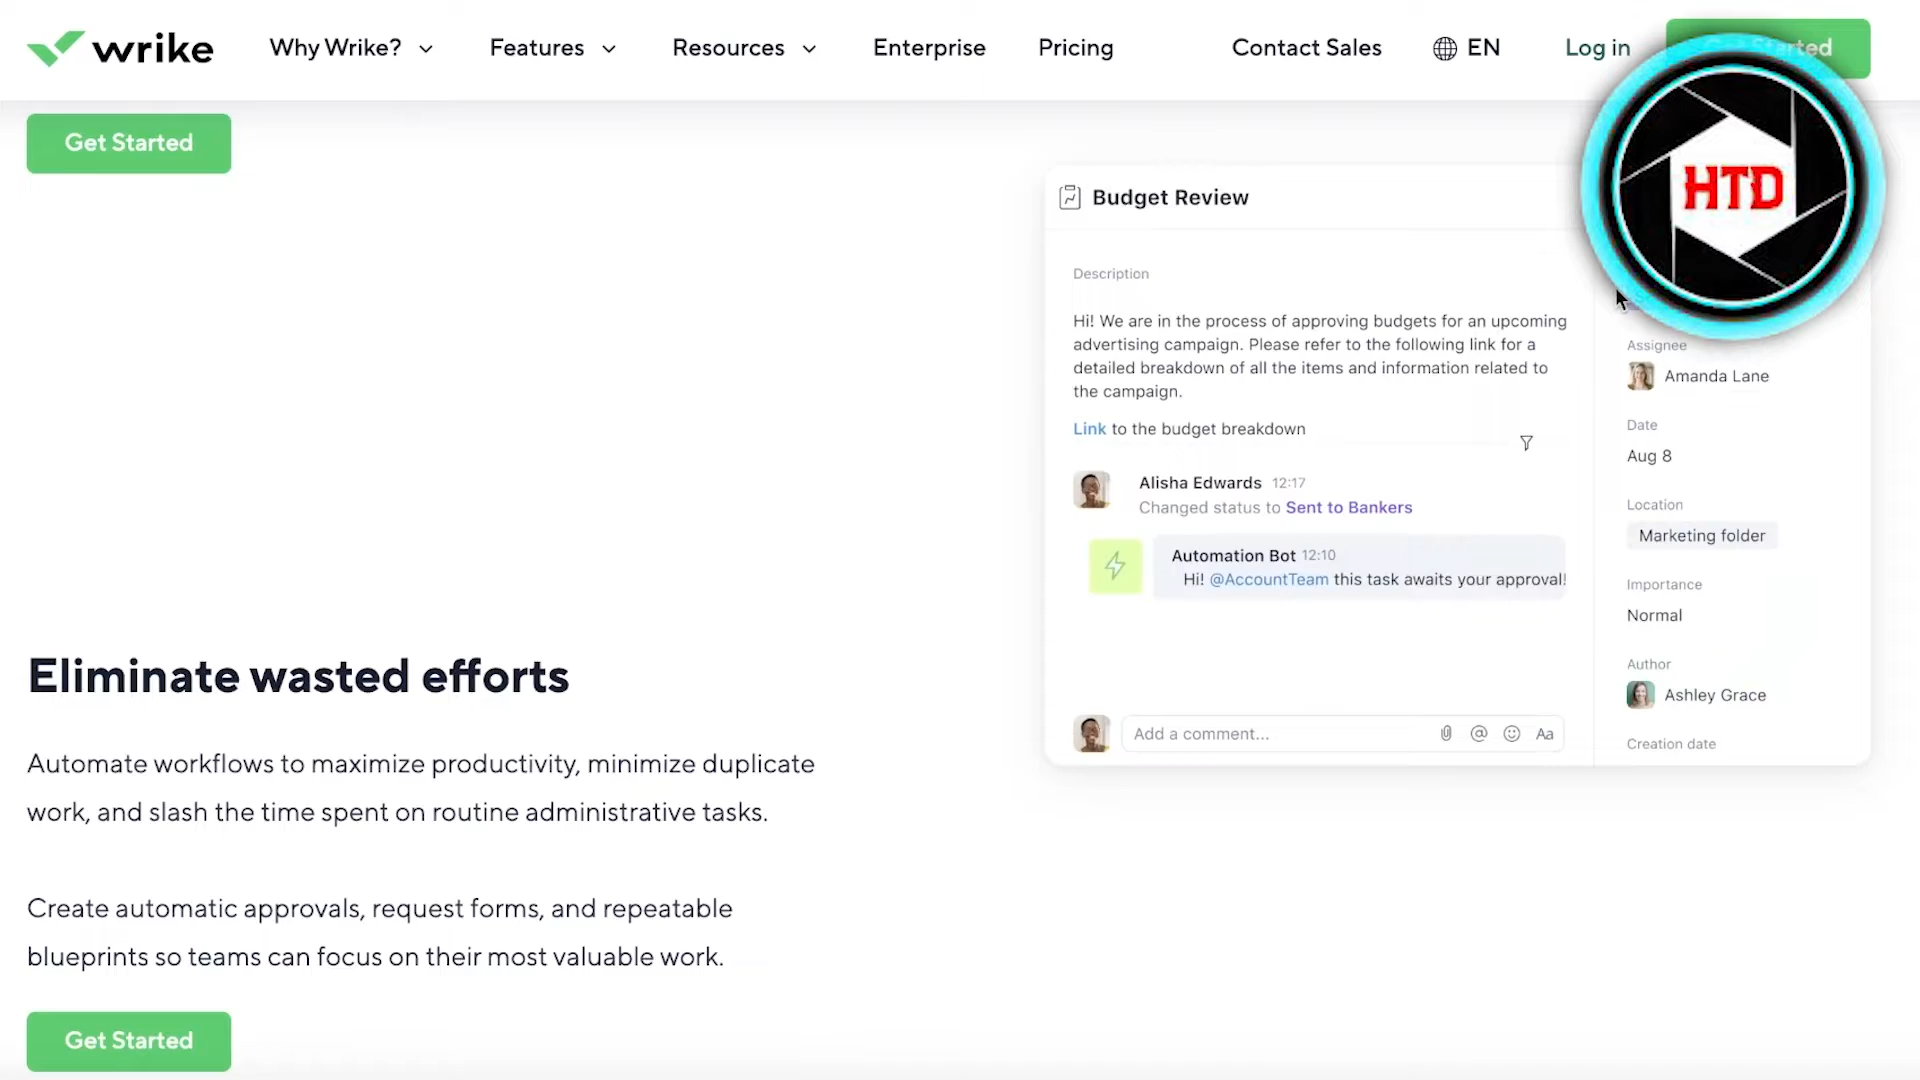 wrike
Why Wrike?
Features
Resources
Enterprise
Pricing
Contact Sales
EN
Log in
Get Started
HTD
Budget Review
Description
Hi! We are in the process of approving budgets for an upcoming
advertising campaign. Please refer to the following link for a
detailed breakdown of all the items and information related to
the campaign.
Link to the budget breakdown
Alisha Edwards 12:17
Changed status to Sent to Bankers
Automation Bot 12:10
Hi! @AccountTeam this task awaits your approval!
Add a comment...
Aa
Assignee
Amanda Lane
Date
Aug 8
Location
Marketing folder
Importance
Normal
Author
Ashley Grace
Creation date
Eliminate wasted efforts
Automate workflows to maximize productivity, minimize duplicate
work, and slash the time spent on routine administrative tasks.
Create automatic approvals, request forms, and repeatable
blueprints so teams can focus on their most valuable work.
Get Started